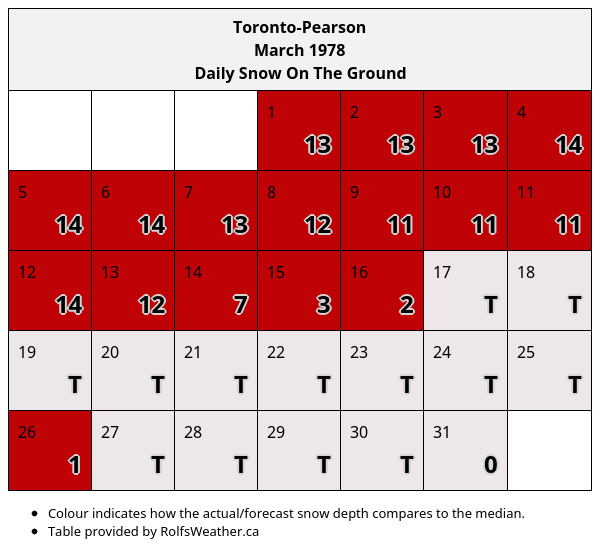 Toronto-Pearson
March 1978
Daily Snow On The Ground
1 2 3 4
13 13 13 14
5 6 7 8 9 10 11
14 14 13 12 11 11 11
12 13 14 15 16 17 18
14 12 7 3 2 T T
19 20 21 22 23 24 25
T T T T T T T
26 27 28 29 30 31
1 T T T T 0
• Colour indicates how the actual/forecast snow depth compares to the median.
• Table provided by RolfsWeather.ca